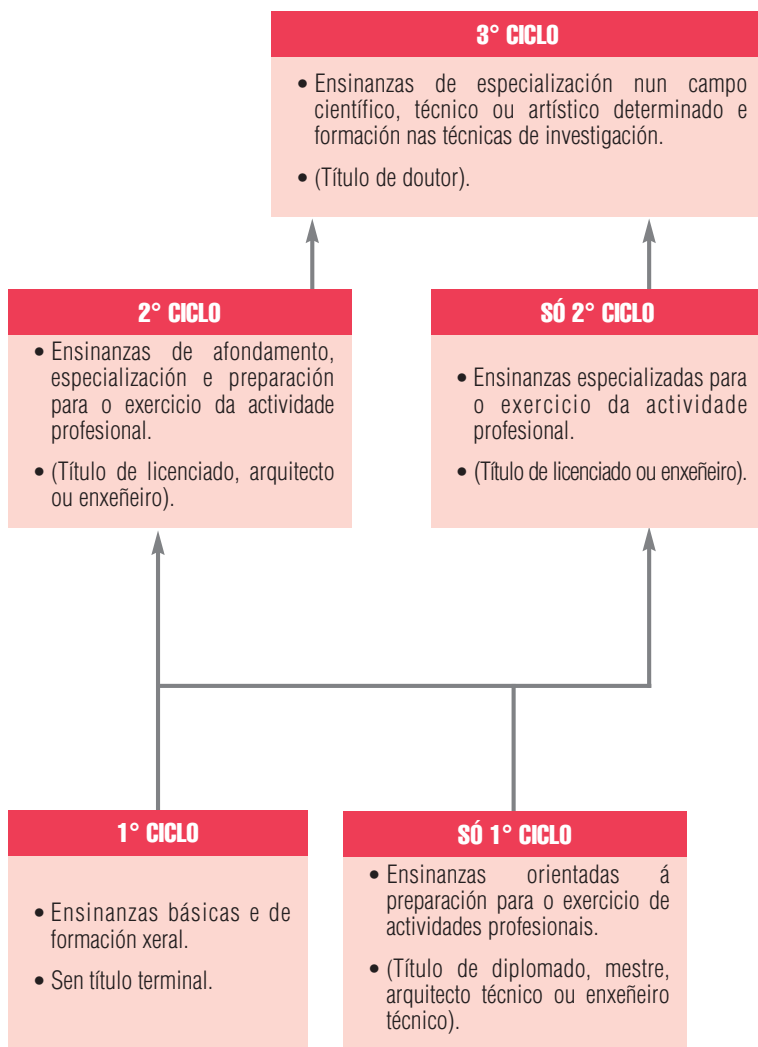 3° CICLO
• Ensinanzas de especialización nun campo
científico, técnico ou artístico determinado e
formación nas técnicas de investigación.
• (Título de doutor).
2° CICLO
• Ensinanzas de afondamento,
especialización e preparación
para o exercicio da actividade
profesional.
• (Título de licenciado, arquitecto
ou enxeñeiro).
SÓ 2° CICLO
• Ensinanzas especializadas para
o exercicio da actividade
profesional.
• (Título de licenciado ou enxeñeiro).
1° CICLO
• Ensinanzas básicas e de
formación xeral.
• Sen título terminal.
SÓ 1° CICLO
• Ensinanzas orientadas á
preparación para o exercicio de
actividades profesionais.
• (Título de diplomado, mestre,
arquitecto técnico ou enxeñeiro
técnico).